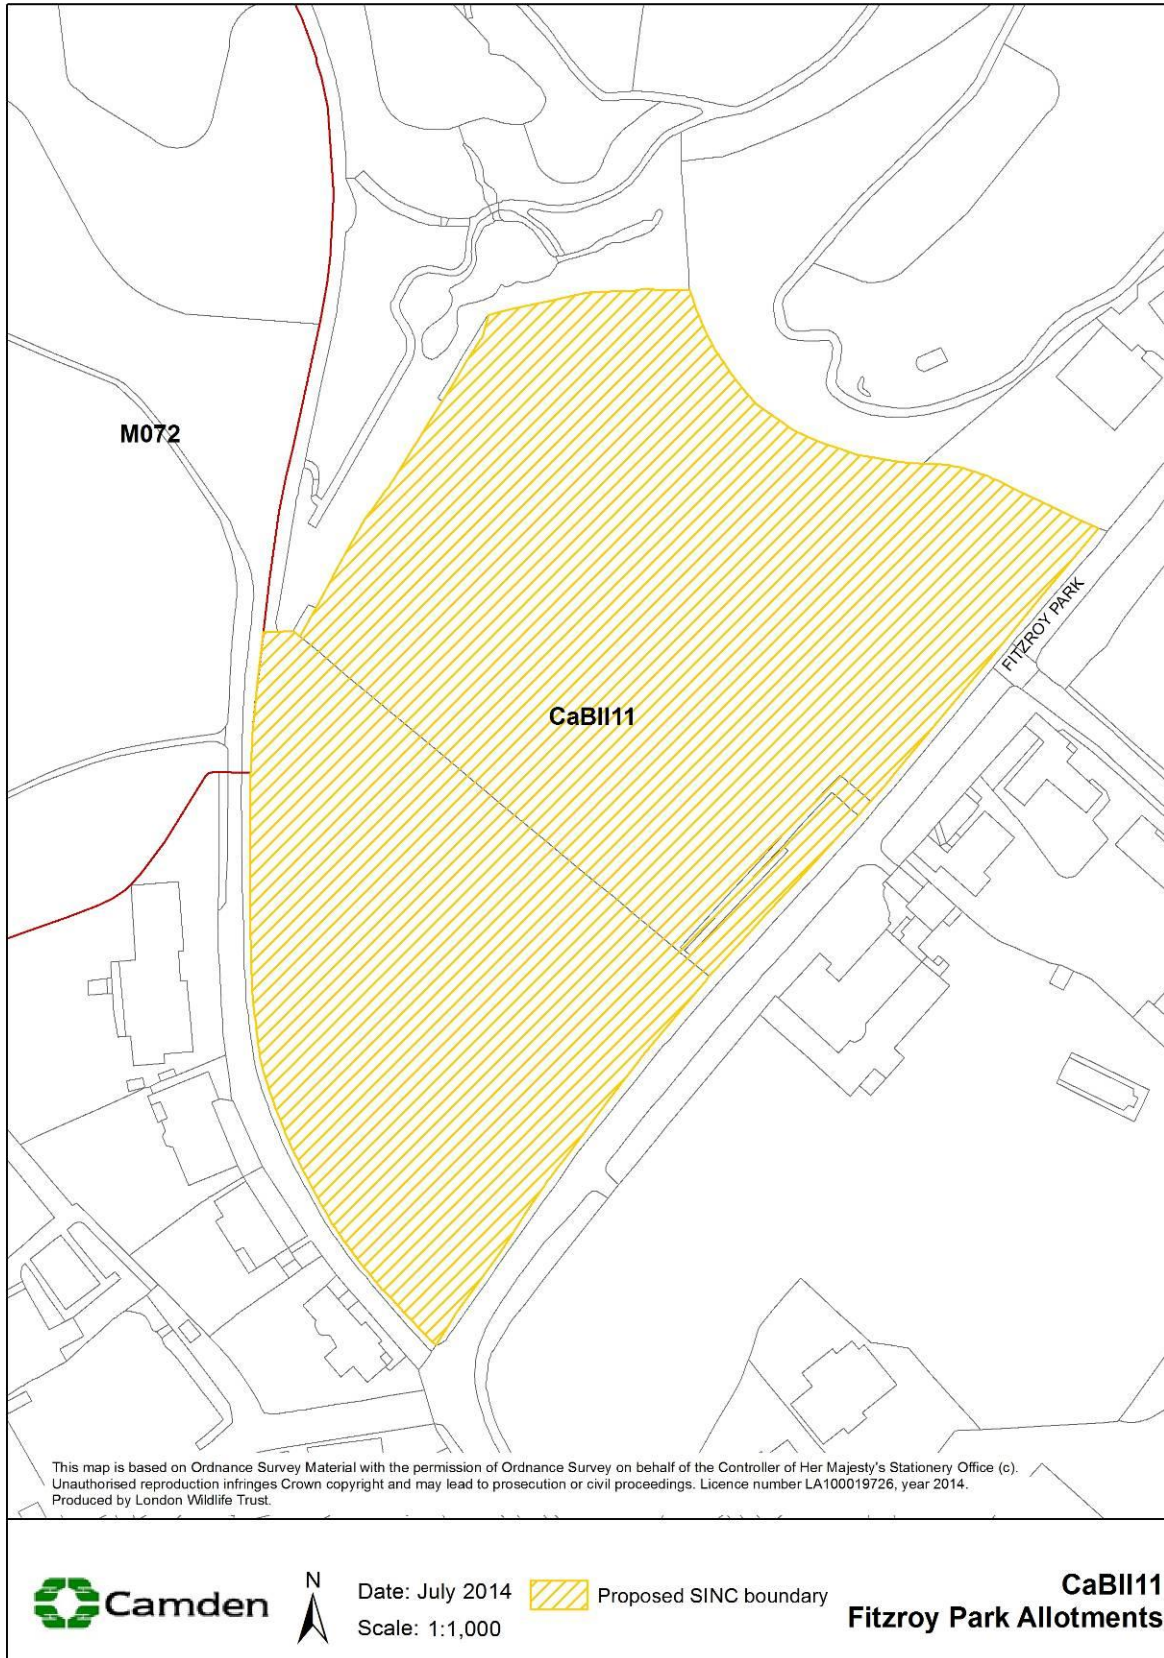 M072
FITZROY PARK
CaBII11
This map is based on Ordnance Survey Material with the permission of Ordnance Survey on behalf of the Controller of Her Majesty's Stationery Office (c).
Unauthorised reproduction infringes Crown copyright and may lead to prosecution or civil proceedings. Licence number LA100019726, year 2014.
Produced by London Wildlife Trust.
Camden
N
Date: July 2014
Scale: 1:1,000
Proposed SINC boundary
CaBII11
Fitzroy Park Allotments